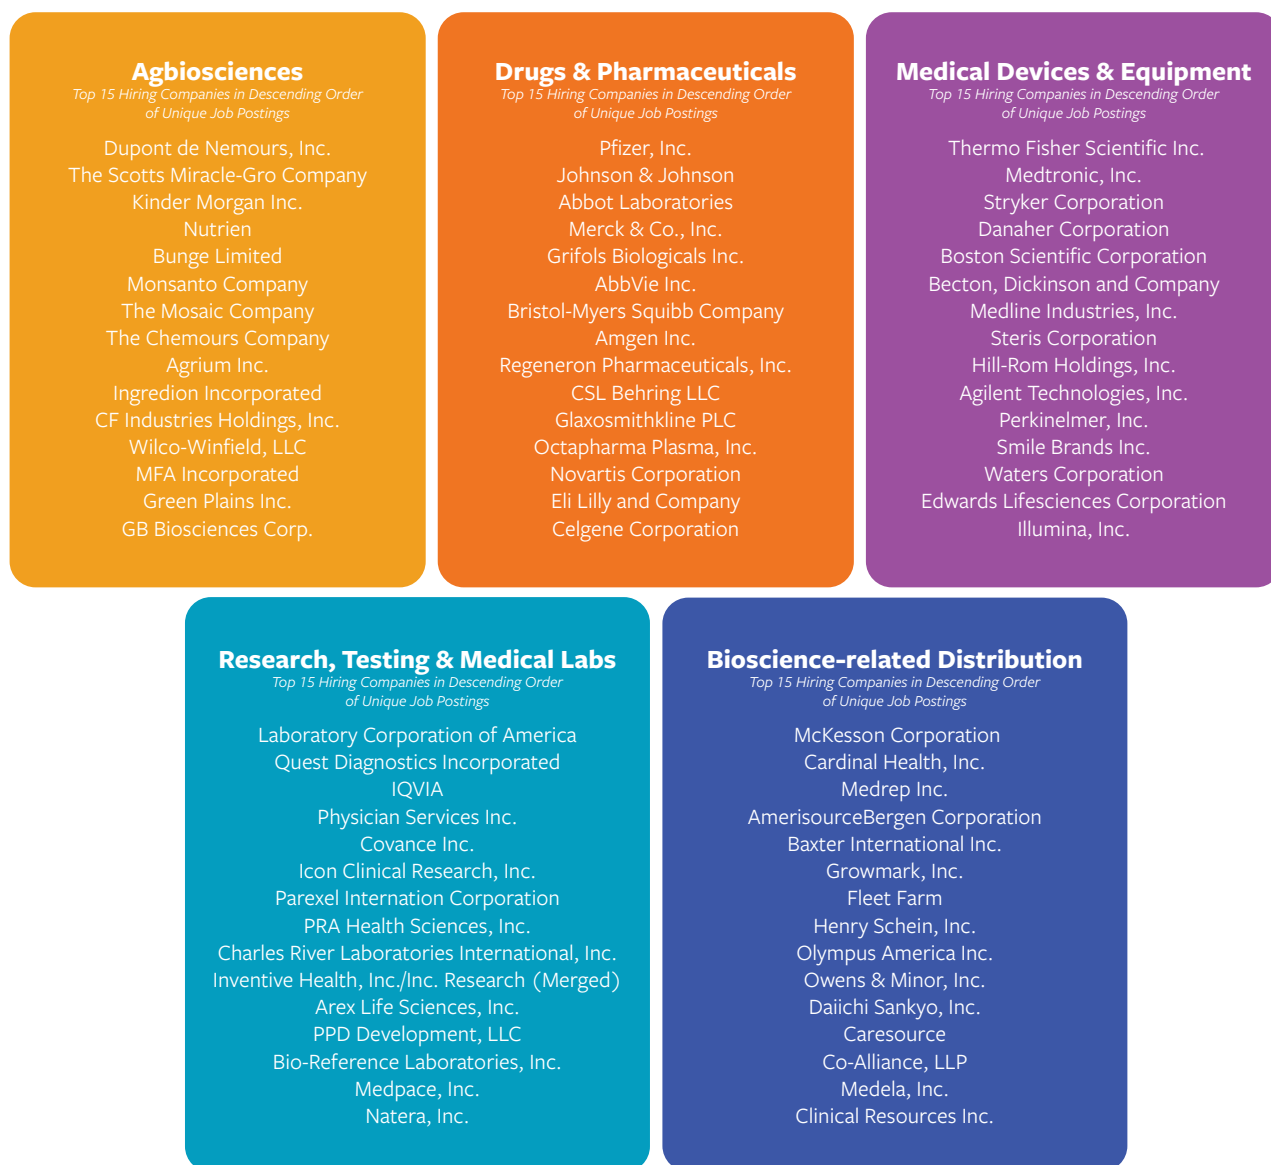 Agbiosciences
Top 15 Hiring Companies in Descending Order
of Unique Job Postings
Dupont de Nemours, Inc.
The Scotts Miracle-Gro Company
Kinder Morgan Inc.
Nutrien
Bunge Limited
Monsanto Company
The Mosaic Company
The Chemours Company
Agrium Inc.
Ingredion Incorporated
CF Industries Holdings, Inc.
Wilco-Winfield, LLC
MFA Incorporated
Green Plains Inc.
GB Biosciences Corp.
Drugs & Pharmaceuticals
Top 15 Hiring Companies in Descending Order
of Unique Job Postings
Pfizer, Inc.
Johnson & Johnson
Abbot Laboratories
Merck & Co., Inc.
Grifols Biologicals Inc.
AbbVie Inc.
Bristol-Myers Squibb Company
Amgen Inc.
Regeneron Pharmaceuticals, Inc.
CSL Behring LLC
Glaxosmithkline PLC
Octapharma Plasma, Inc.
Novartis Corporation
Eli Lilly and Company
Celgene Corporation
Medical Devices & Equipment
Top 15 Hiring Companies in Descending Order
of Unique Job Postings
Thermo Fisher Scientific Inc.
Medtronic, Inc.
Stryker Corporation
Danaher Corporation
Boston Scientific Corporation
Becton, Dickinson and Company
Medline Industries, Inc.
Steris Corporation
Hill-Rom Holdings, Inc.
Agilent Technologies, Inc.
Perkinelmer, Inc.
Smile Brands Inc.
Waters Corporation
Edwards Lifesciences Corporation
Illumina, Inc.
Research, Testing & Medical Labs
Top 15 Hiring Companies in Descending Order
of Unique Job Postings
Laboratory Corporation of America
Quest Diagnostics Incorporated
IQVIA
Physician Services Inc.
Covance Inc.
Icon Clinical Research, Inc.
Parexel Internation Corporation
PRA Health Sciences, Inc.
Charles River Laboratories International, Inc.
Inventive Health, Inc./Inc. Research (Merged)
Arex Life Sciences, Inc.
PPD Development, LLC
Bio-Reference Laboratories, Inc.
Medpace, Inc.
Natera, Inc.
Bioscience-related Distribution
Top 15 Hiring Companies in Descending Order
of Unique Job Postings
McKesson Corporation
Cardinal Health, Inc.
Medrep Inc.
AmerisourceBergen Corporation
Baxter International Inc.
Growmark, Inc.
Fleet Farm
Henry Schein, Inc.
Olympus America Inc.
Owens & Minor, Inc.
Daiichi Sankyo, Inc.
Caresource
Co-Alliance, LLP
Medela, Inc.
Clinical Resources Inc.